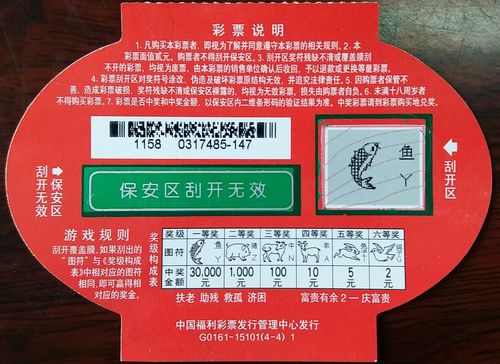 彩票说明
1. 凡购买本彩票者, 即视为了解并同意遵守本彩票的相关规则. 2. 本
彩票面值贰元, 购票者不得刮开保安区. 3. 刮开区奖符残缺不清或覆盖膜刮
不开的彩票, 均视为废票, 由本彩票的销售单位确认后收回, 予以退款或更换等量彩票.
4. 彩票刮开区对奖符号涂改, 伪造及破坏彩票原结构无效, 并追究法律责任. 5. 因购票者保管不
善, 造成彩票破损、奖符残缺不清或保安区裸露的, 均视为无效彩票, 损失由购票者负责. 6. 未满十八周岁者
不得购买彩票. 7. 彩票是否中奖和中奖金额, 以保安区内二维条形码的验证结果为准. 中奖彩票请到彩票购买地兑奖.
1158 0317485-147
刮开无效
保安区
保安区刮开无效
鱼
丫
刮开区
游戏规则
刮开覆盖膜, 如果刮出的
"图符" 与《奖级构成
表》中相对应的图符
相同, 即可赢得相
对应的奖金.
奖级构成表
奖级 一等奖 二等奖 三等奖 四等奖 五等奖 六等奖
图符 鱼 丫 猪 Z 牛 N 羊
中奖金额 30,000元 1,000元 100元 10元 5元 2元
扶老 助残 救孤 济困
富贵有余2—庆富贵
中国福利彩票发行管理中心发行
G0161-15101(4-4) 1